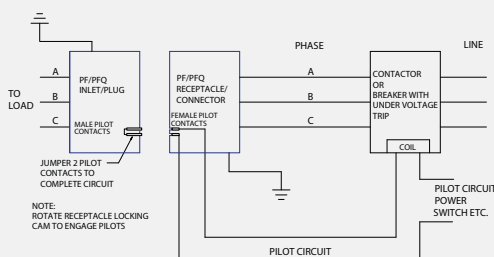 PHASE
LINE
TO
LOAD
A
B
C
PF/PFQ
INLET/PLUG
MALE PILOT
CONTACTS
PF/PFQ
RECEPTACLE/
CONNECTOR
FEMALE PILOT
CONTACTS
A
B
C
CONTACTOR
OR
BREAKER WITH
UNDER VOLTAGE
TRIP
COIL
JUMPER 2 PILOT
CONTACTS TO
COMPLETE CIRCUIT
NOTE:
ROTATE RECEPTACLE LOCKING
CAM TO ENGAGE PILOTS
PILOT CIRCUIT
POWER
SWITCH ETC.
PILOT CIRCUIT